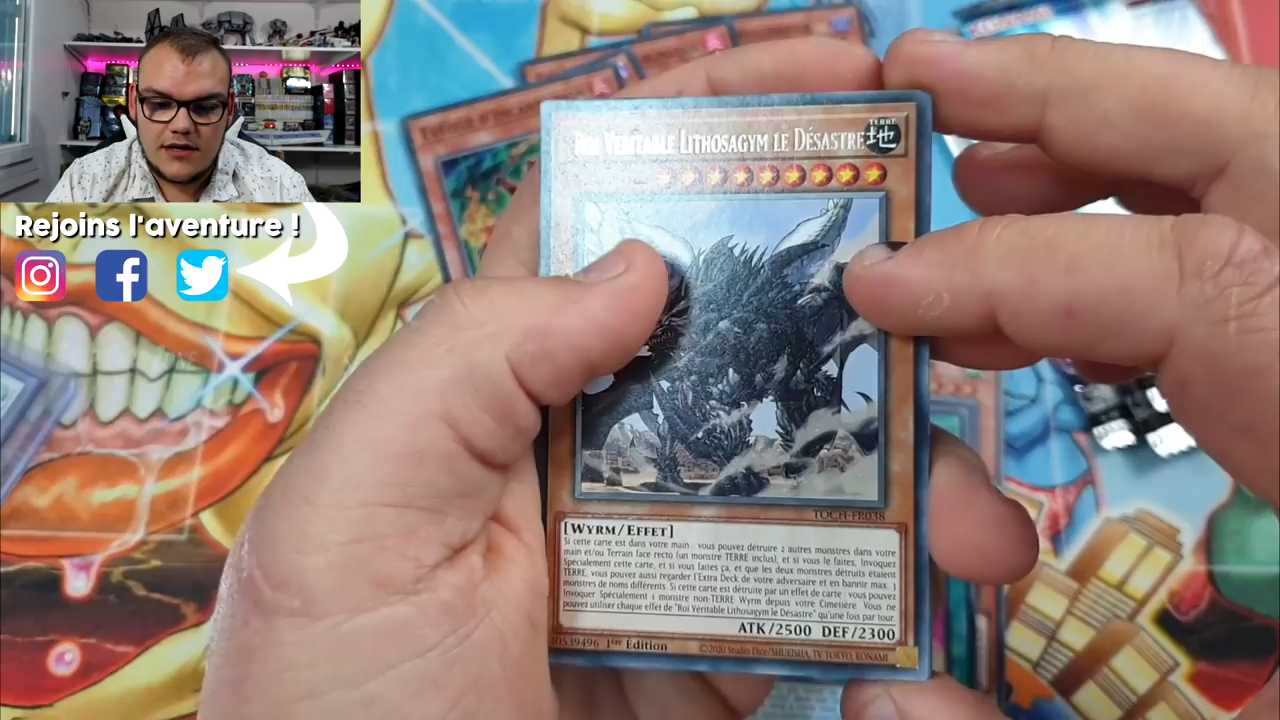 Rejoins l'aventure !
Roi Véritable Lithosagym le Désastre
TERRE
地
TOCH-FR038
[Wyrm/Effet]
Si cette carte est dans votre main : vous pouvez détruire 2 autres monstres dans votre
main et/ou Terrain face recto (un monstre TERRE inclus), et si vous le faites, Invoquez
Spécialement cette carte, et si vous faites ça, et que les deux monstres détruits étaient
TERRE, vous pouvez aussi regarder l'Extra Deck de votre adversaire et en bannir max. 3
monstres de noms différents. Si cette carte est détruite par un effet de carte : vous pouvez
Invoquer Spécialement 1 monstre non-TERRE Wyrm depuis votre Cimetière. Vous ne
pouvez utiliser chaque effet de "Roi Véritable Lithosagym le Désastre" qu'une fois par tour.
ATK/2500 DEF/2300
30539496 1ère Édition
©2020 Studio Dice/SHUEISHA, TV TOKYO, KONAMI